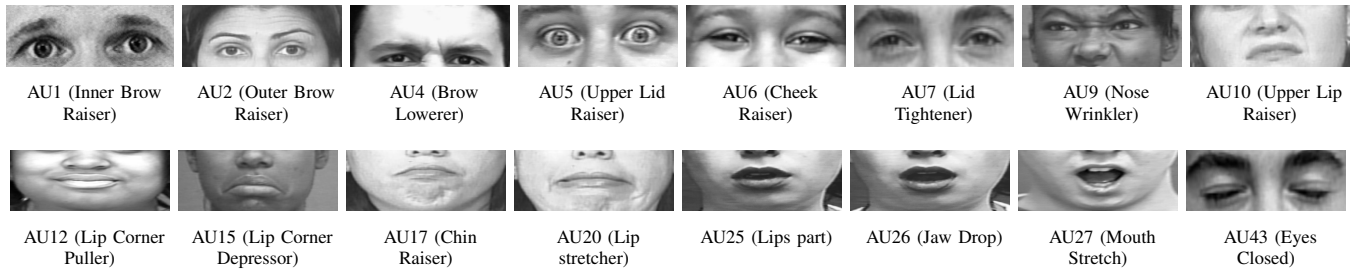 AU1 (Inner Brow Raiser)
AU2 (Outer Brow Raiser)
AU4 (Brow Lowerer)
AU5 (Upper Lid Raiser)
AU6 (Cheek Raiser)
AU7 (Lid Tightener)
AU9 (Nose Wrinkler)
AU10 (Upper Lip Raiser)
AU12 (Lip Corner Puller)
AU15 (Lip Corner Depressor)
AU17 (Chin Raiser)
AU20 (Lip stretcher)
AU25 (Lips part)
AU26 (Jaw Drop)
AU27 (Mouth Stretch)
AU43 (Eyes Closed)